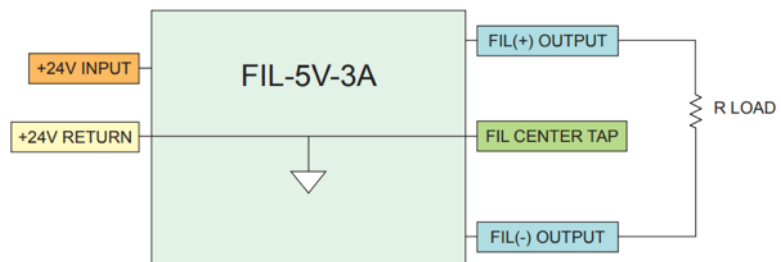 +24V INPUT
FIL-5V-3A
FIL(+) OUTPUT
R LOAD
+24V RETURN
FIL CENTER TAP
FIL(-) OUTPUT